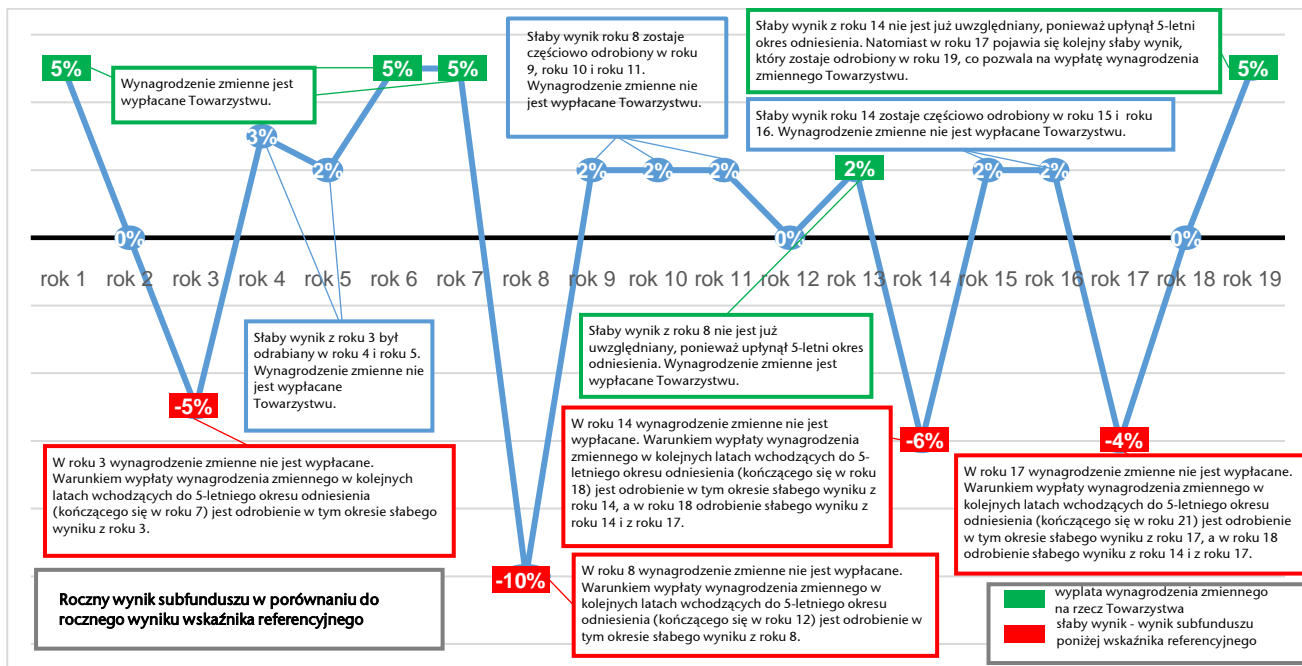 Słaby wynik z roku 14 nie jest już uwzględniany, ponieważ upłynął 5-letni
okres odniesienia. Natomiast w roku 17 pojawia się kolejny słaby wynik,
który zostaje odrobiony w roku 19, co pozwala na wypłatę wynagrodzenia
zmiennego Towarzystwu.
Słaby wynik roku 8 zostaje
częściowo odrobiony w roku
9, roku 10 i roku 11.
Wynagrodzenie zmienne nie
jest wypłacane Towarzystwu.
Wynagrodzenie zmienne jest
wypłacane Towarzystwu.
Słaby wynik roku 14 zostaje częściowo odrobiony w roku 15 i roku
16. Wynagrodzenie zmienne nie jest wypłacane Towarzystwu.
5%
0%
-5%
3%
2%
5%
5%
-10%
2%
2%
2%
0%
2%
-6%
2%
2%
-4%
0%
5%
rok 1 rok 2 rok 3 rok 4 rok 5 rok 6 rok 7 rok 8 rok 9 rok 10 rok 11 rok 12 rok 13 rok 14 rok 15 rok 16 rok 17 rok 18 rok 19
Słaby wynik z roku 3 był
odrabiany w roku 4 i roku 5.
Wynagrodzenie zmienne nie
jest wypłacane
Towarzystwu.
Słaby wynik z roku 8 nie jest już
uwzględniany, ponieważ upłynął 5-letni okres
odniesienia. Wynagrodzenie zmienne jest
wypłacane Towarzystwu.
W roku 3 wynagrodzenie zmienne nie jest wypłacane.
Warunkiem wypłaty wynagrodzenia zmiennego w kolejnych
latach wchodzących do 5-letniego okresu odniesienia
(kończącego się w roku 7) jest odrobienie w tym okresie słabego
wyniku z roku 3.
W roku 14 wynagrodzenie zmienne nie jest
wypłacane. Warunkiem wypłaty wynagrodzenia
zmiennego w kolejnych latach wchodzących do 5-
letniego okresu odniesienia (kończącego się w roku
18) jest odrobienie w tym okresie słabego wyniku z
roku 14, a w roku 18 odrobienie słabego wyniku z
roku 14 i z roku 17.
W roku 17 wynagrodzenie zmienne nie jest wypłacane.
Warunkiem wypłaty wynagrodzenia zmiennego w
kolejnych latach wchodzących do 5-letniego okresu
odniesienia (kończącego się w roku 21) jest odrobienie
w tym okresie słabego wyniku z roku 17, a w roku 18
odrobienie słabego wyniku z roku 14 i z roku 17.
W roku 8 wynagrodzenie zmienne nie jest wypłacane.
Warunkiem wypłaty wynagrodzenia zmiennego w
kolejnych latach wchodzących do 5-letniego okresu
odniesienia (kończącego się w roku 12) jest odrobienie w
tym okresie słabego wyniku z roku 8.
Roczny wynik subfunduszu w porównaniu do
rocznego wyniku wskaźnika referencyjnego
wyplata wynagrodzenia zmiennego
na rzecz Towarzystwa
słaby wynik - wynik subfunduszu
poniżej wskaźnika referencyjnego